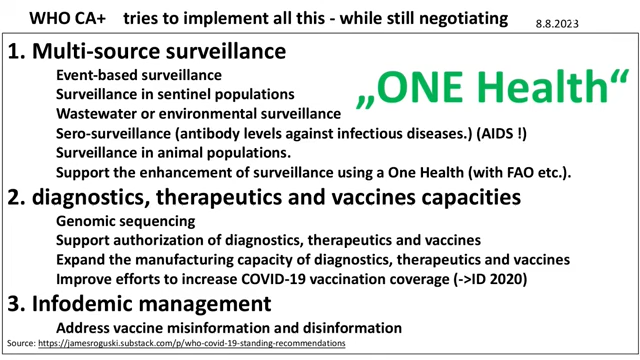 WHO CA+ tries to implement all this - while still negotiating 8.8.2023
1. Multi-source surveillance
Event-based surveillance
Surveillance in sentinel populations
„ONE Health“
Wastewater or environmental surveillance
Sero-surveillance (antibody levels against infectious diseases.) (AIDS !)
Surveillance in animal populations.
Support the enhancement of surveillance using a One Health (with FAO etc.).
2. diagnostics, therapeutics and vaccines capacities
Genomic sequencing
Support authorization of diagnostics, therapeutics and vaccines
Expand the manufacturing capacity of diagnostics, therapeutics and vaccines
Improve efforts to increase COVID-19 vaccination coverage (->ID 2020)
3. Infodemic management
Address vaccine misinformation and disinformation
Source: https://jamesroguski.substack.com/p/who-covid-19-standing-recommendations